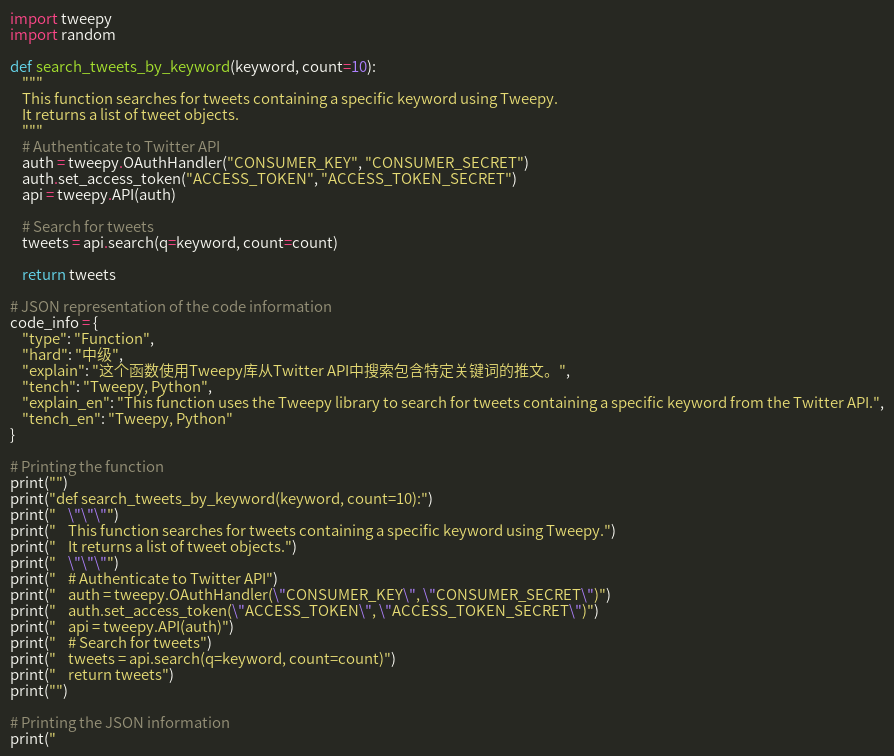 import tweepy
import random

def search_tweets_by_keyword(keyword, count=10):
    """
    This function searches for tweets containing a specific keyword using Tweepy.
    It returns a list of tweet objects.
    """
    # Authenticate to Twitter API
    auth = tweepy.OAuthHandler("CONSUMER_KEY", "CONSUMER_SECRET")
    auth.set_access_token("ACCESS_TOKEN", "ACCESS_TOKEN_SECRET")
    api = tweepy.API(auth)

    # Search for tweets
    tweets = api.search(q=keyword, count=count)

    return tweets

# JSON representation of the code information
code_info = {
    "type": "Function",
    "hard": "中级",
    "explain": "这个函数使用Tweepy库从Twitter API中搜索包含特定关键词的推文。",
    "tench": "Tweepy, Python",
    "explain_en": "This function uses the Tweepy library to search for tweets containing a specific keyword from the Twitter API.",
    "tench_en": "Tweepy, Python"
}

# Printing the function
print("")
print("def search_tweets_by_keyword(keyword, count=10):")
print("    \"\"\"")
print("    This function searches for tweets containing a specific keyword using Tweepy.")
print("    It returns a list of tweet objects.")
print("    \"\"\"")
print("    # Authenticate to Twitter API")
print("    auth = tweepy.OAuthHandler(\"CONSUMER_KEY\", \"CONSUMER_SECRET\")")
print("    auth.set_access_token(\"ACCESS_TOKEN\", \"ACCESS_TOKEN_SECRET\")")
print("    api = tweepy.API(auth)")
print("    # Search for tweets")
print("    tweets = api.search(q=keyword, count=count)")
print("    return tweets")
print("")

# Printing the JSON information
print("